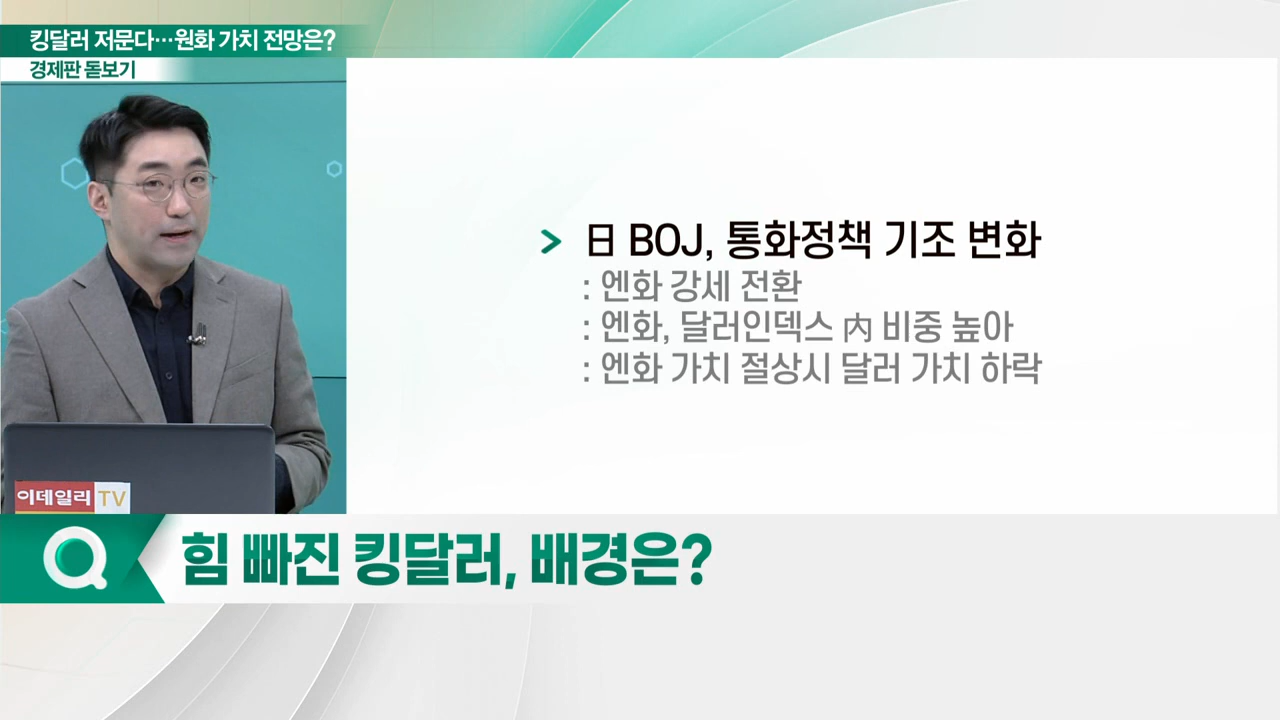 킹달러 저문다…원화 가치 전망은?
경제판 돋보기
> 日 BOJ, 통화정책 기조 변화
: 엔화 강세 전환
: 엔화, 달러인덱스 內 비중 높아
: 엔화 가치 절상시 달러 가치 하락
이데일리 TV
Q 힘 빠진 킹달러, 배경은?